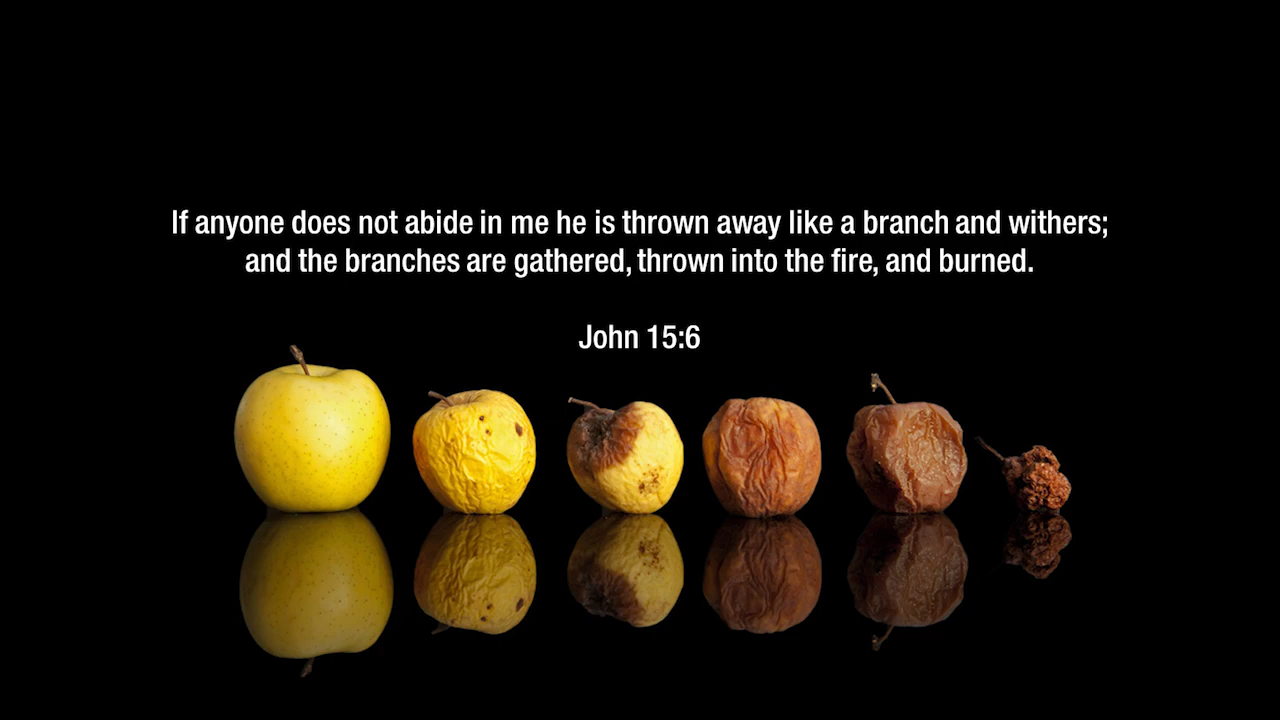 If anyone does not abide in me he is thrown away like a branch and withers;
and the branches are gathered, thrown into the fire, and burned.
John 15:6